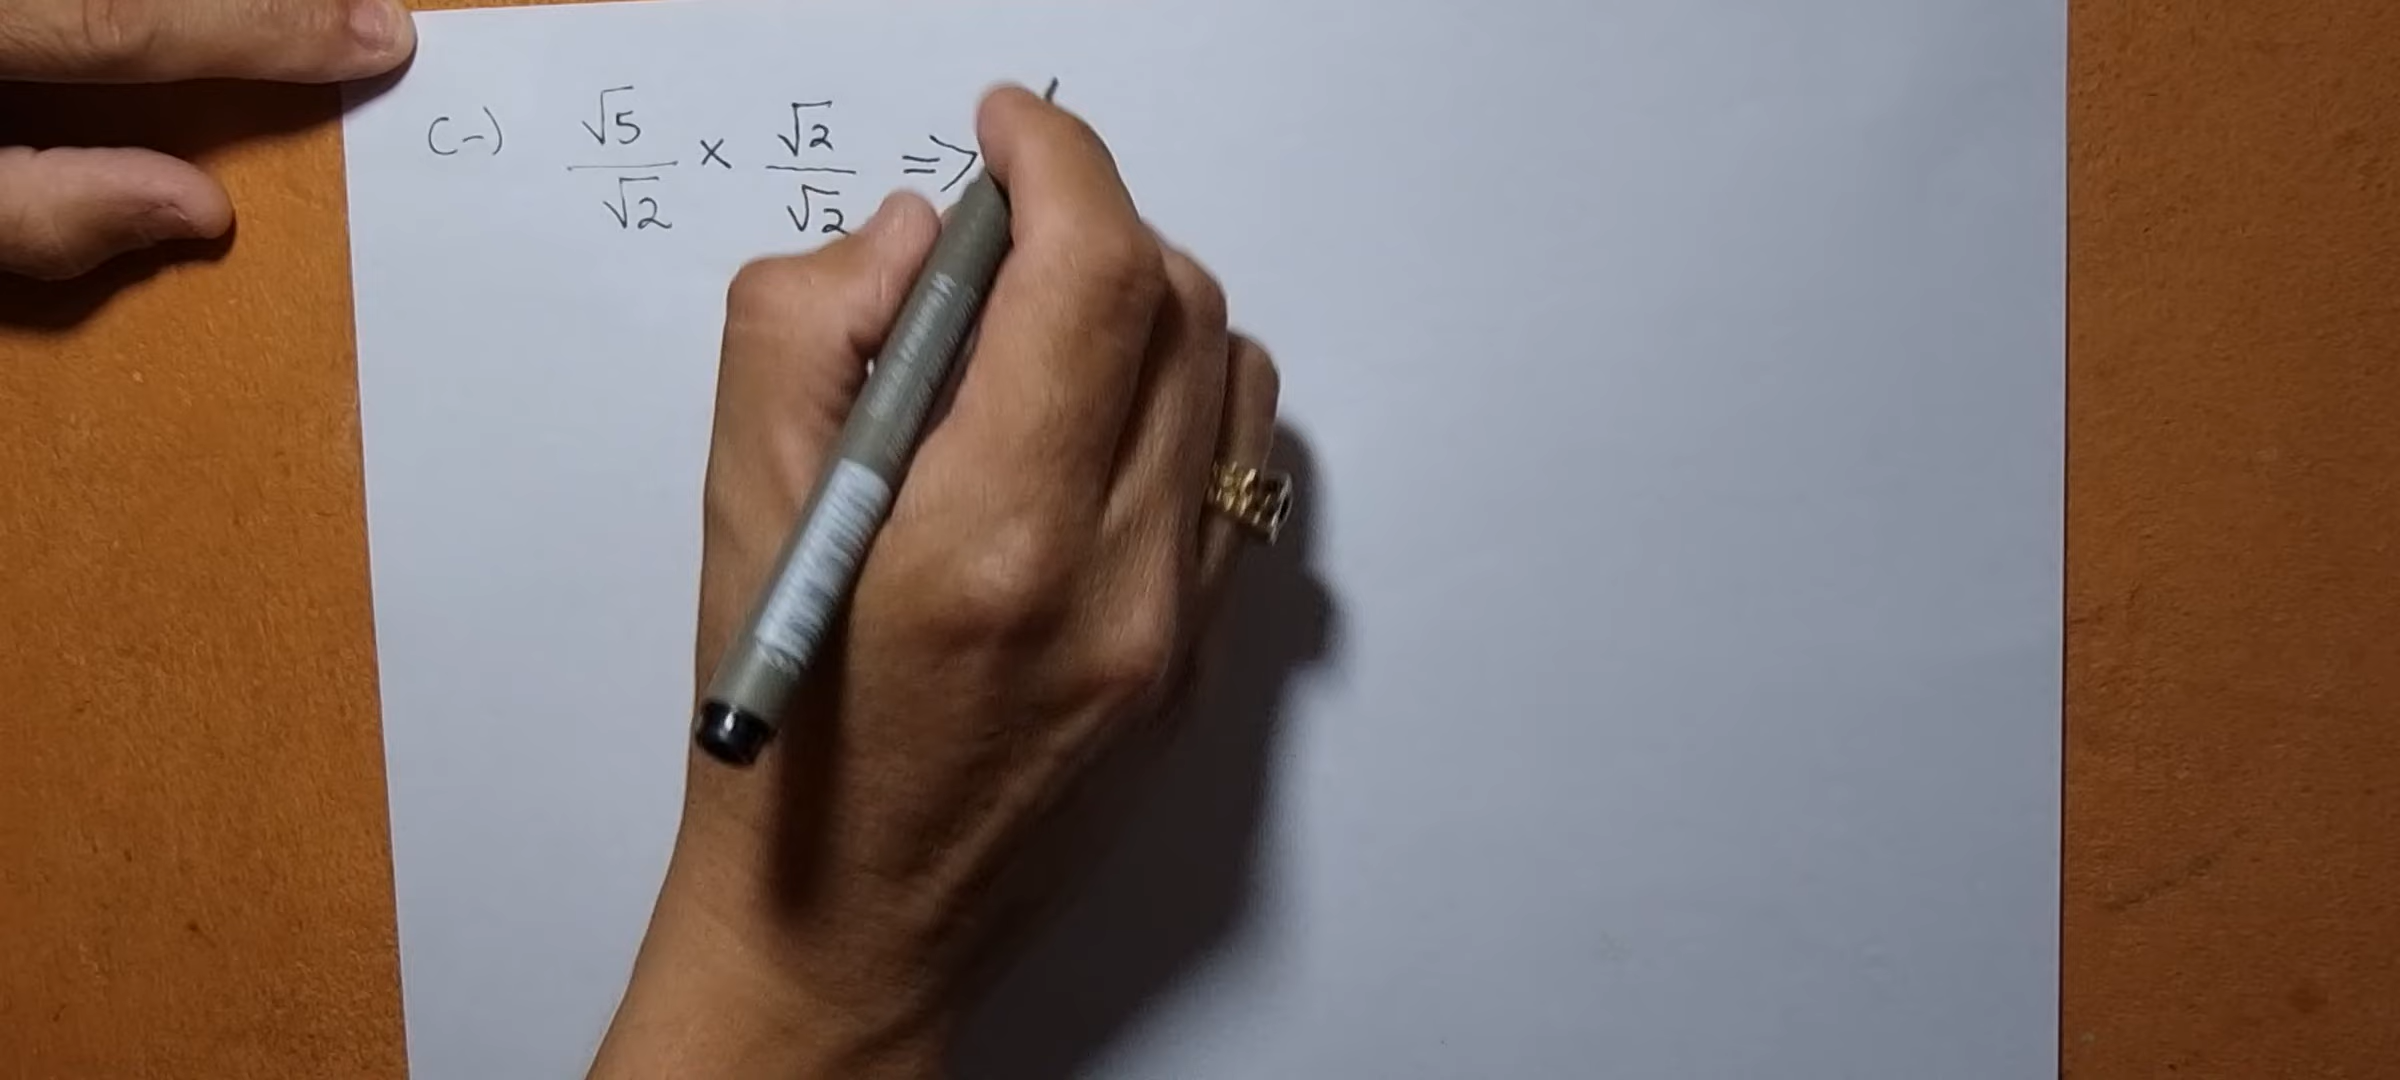 C-) √5/√2 × √2/√2 =>